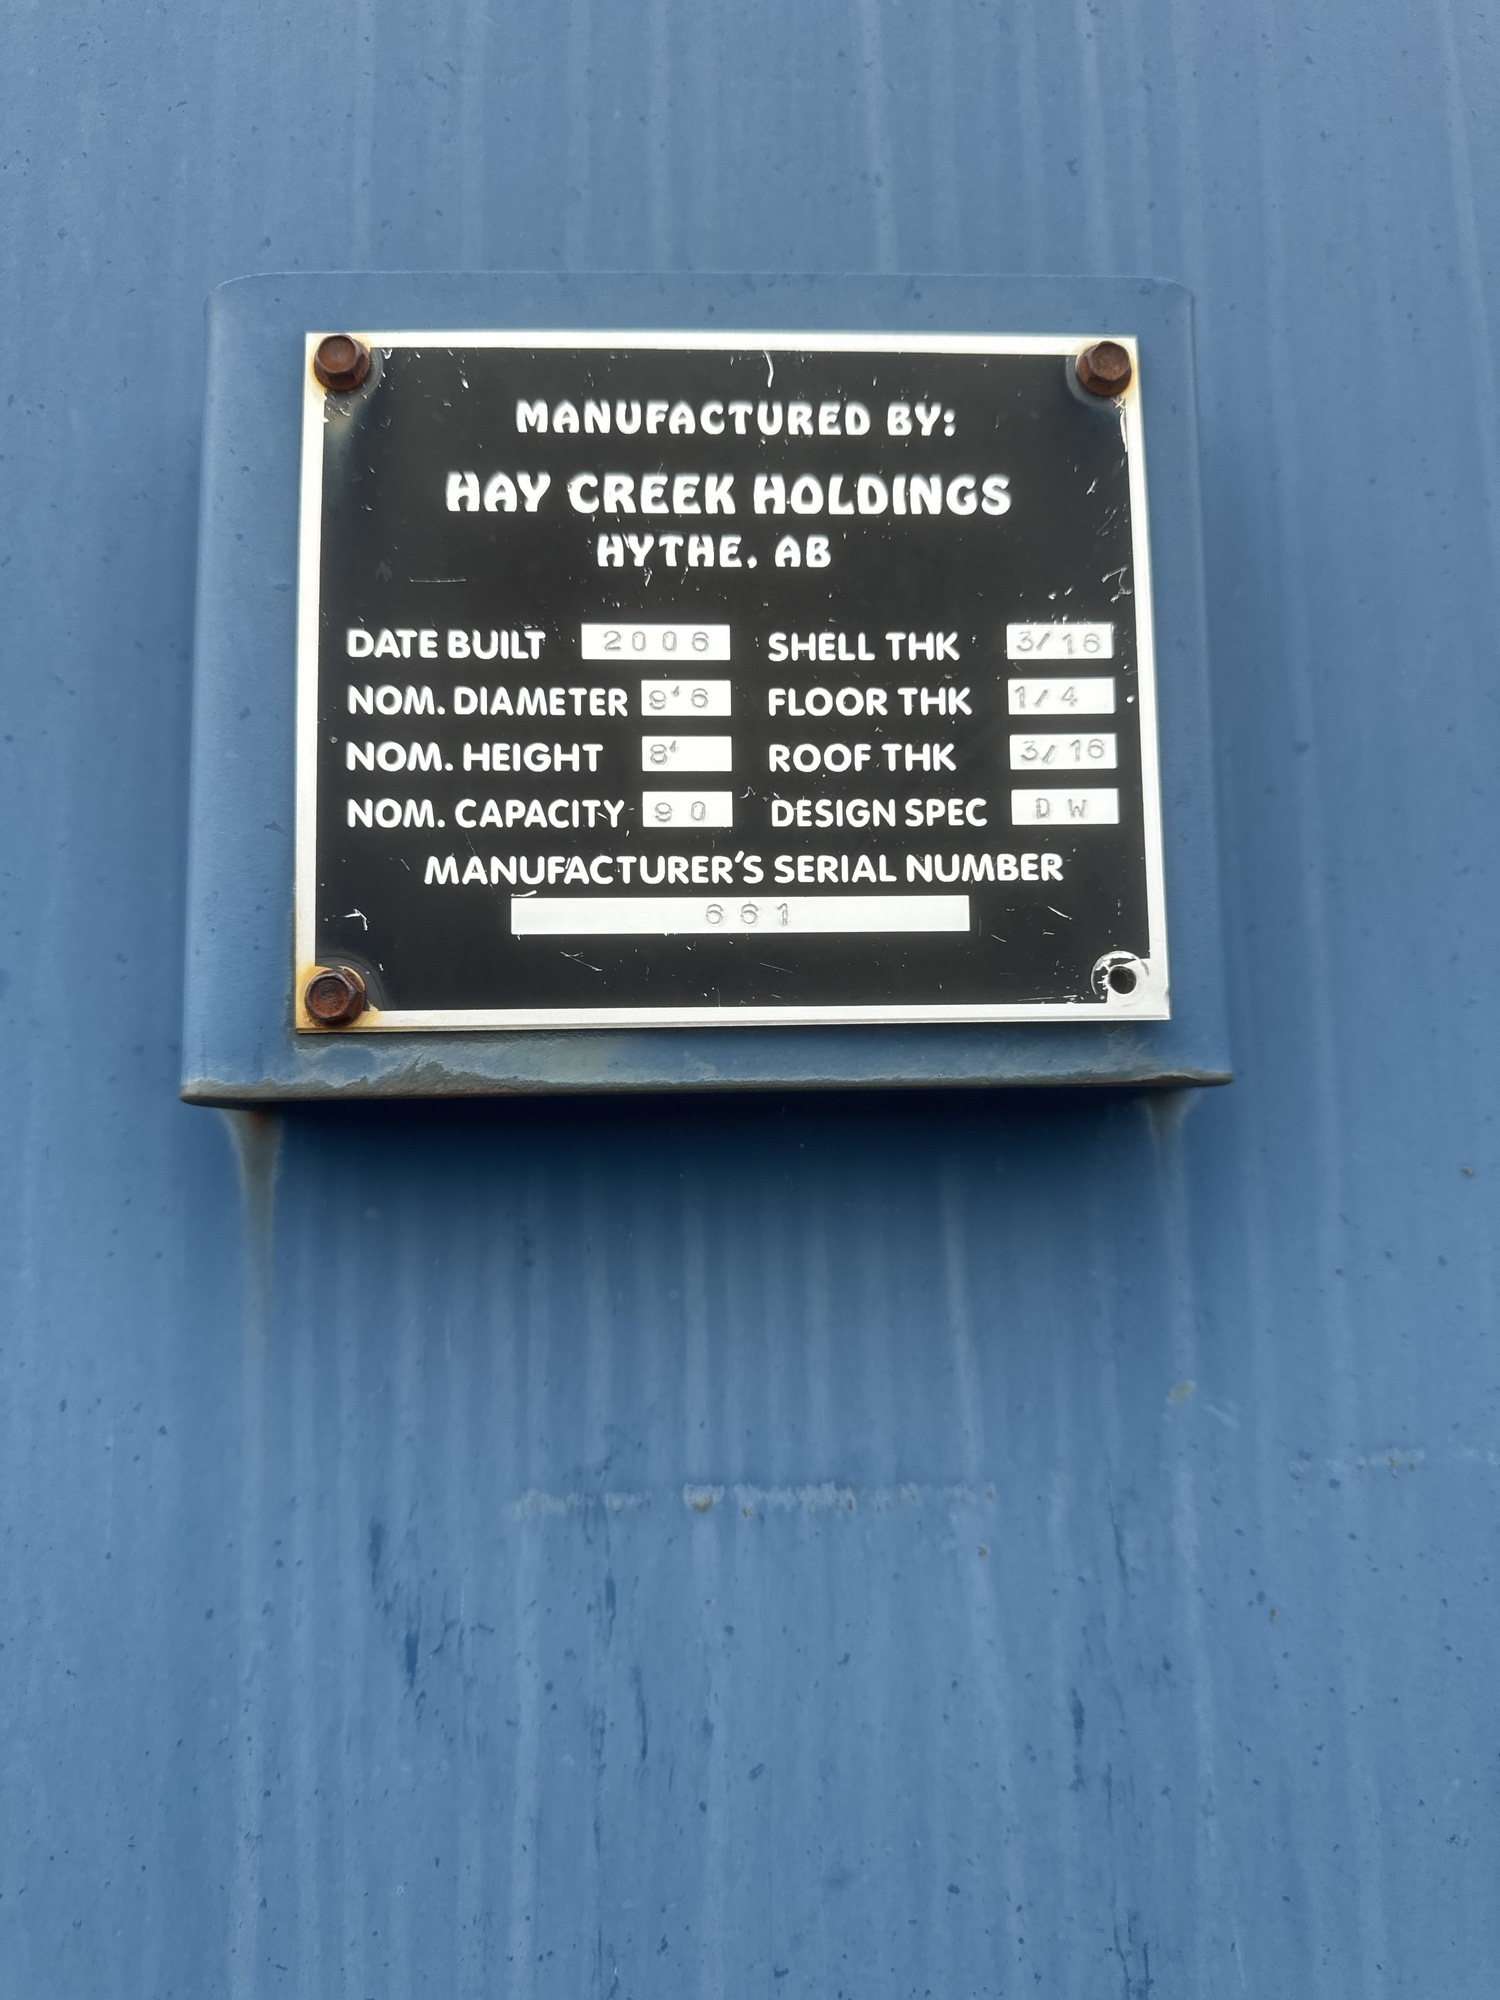 MANUFACTURED BY:
HAY CREEK HOLDINGS
HYTHE, AB
DATE BUILT 2006 SHELL THK 3/16
NOM. DIAMETER 9'6 FLOOR THK 1/4
NOM. HEIGHT 8' ROOF THK 3/16
NOM. CAPACITY 90 DESIGN SPEC DW
MANUFACTURER'S SERIAL NUMBER
661